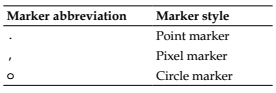 Marker abbreviation Marker style
. Point marker
, Pixel marker
o Circle marker